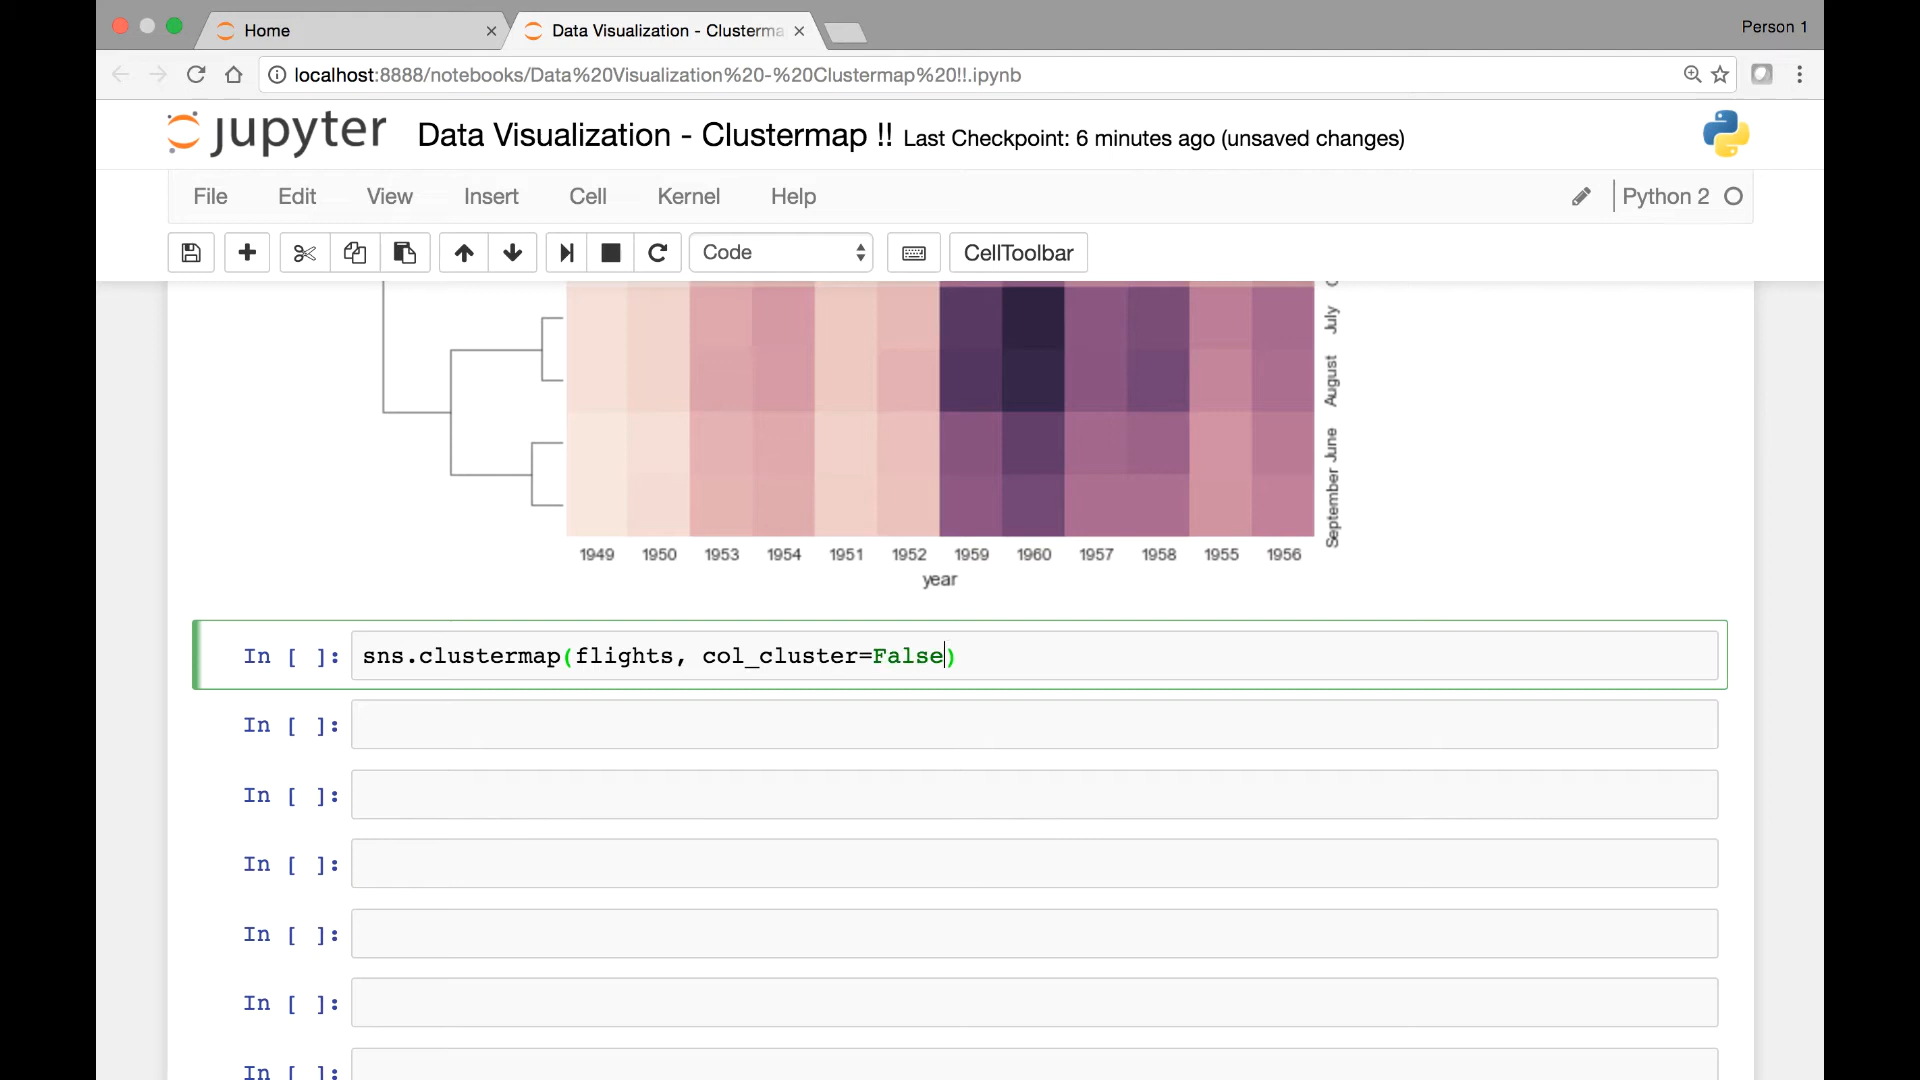 Home
Data Visualization - Clusterma
Person 1
localhost:8888/notebooks/Data%20Visualization%20-%20Clustermap%20!!.ipynb
jupyter Data Visualization - Clustermap !! Last Checkpoint: 6 minutes ago (unsaved changes)
File Edit View Insert Cell Kernel Help Python 2
Code CellToolbar
July
August
June
September
1949 1950 1953 1954 1951 1952 1959 1960 1957 1958 1955 1956
year
In [ ]: sns.clustermap(flights, col_cluster=False)
In [ ]:
In [ ]:
In [ ]:
In [ ]:
In [ ]:
In [ ]: